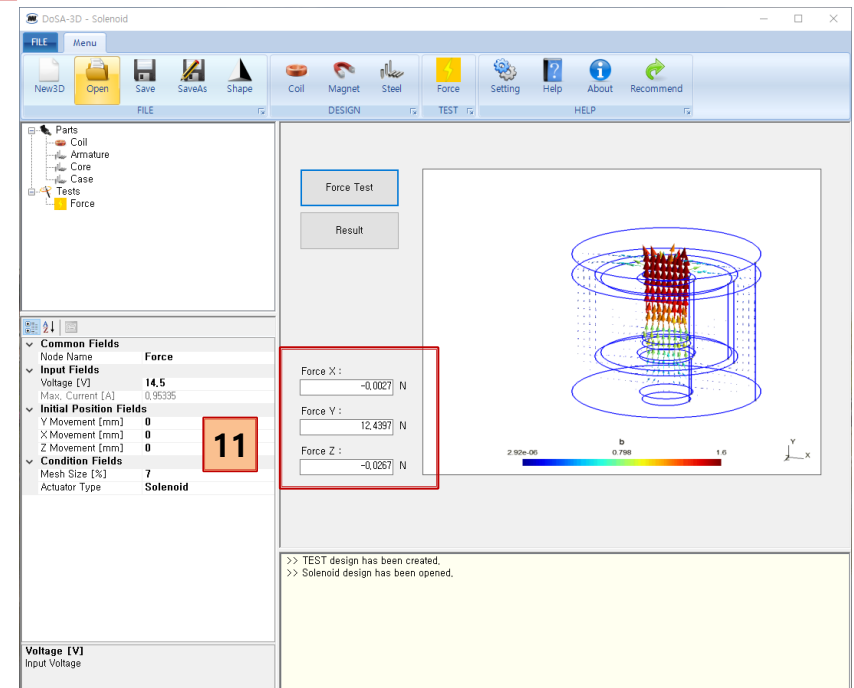 DoSA-3D - Solenoid
FILE Menu
New3D Open Save SaveAs Shape Coil Magnet Steel Force Setting Help About Recommend
FILE DESIGN TEST HELP
Parts
Coil
Armature
Core
Case
Tests
Force
Force Test
Result
Common Fields
Node Name Force
Input Fields
Voltage [V] 14.5
Max. Current [A] 0.95335
Initial Position Fields
Y Movement [mm] 0
X Movement [mm] 0
Z Movement [mm] 0
Condition Fields
Mesh Size [%] 7
Actuator Type Solenoid
11
Force X :
-0.0027 N
Force Y :
12.4397 N
Force Z :
-0.0267 N
b
2.92e-06 0.798 1.6
Y
Z X
>> TEST design has been created.
>> Solenoid design has been opened.
Voltage [V]
Input Voltage